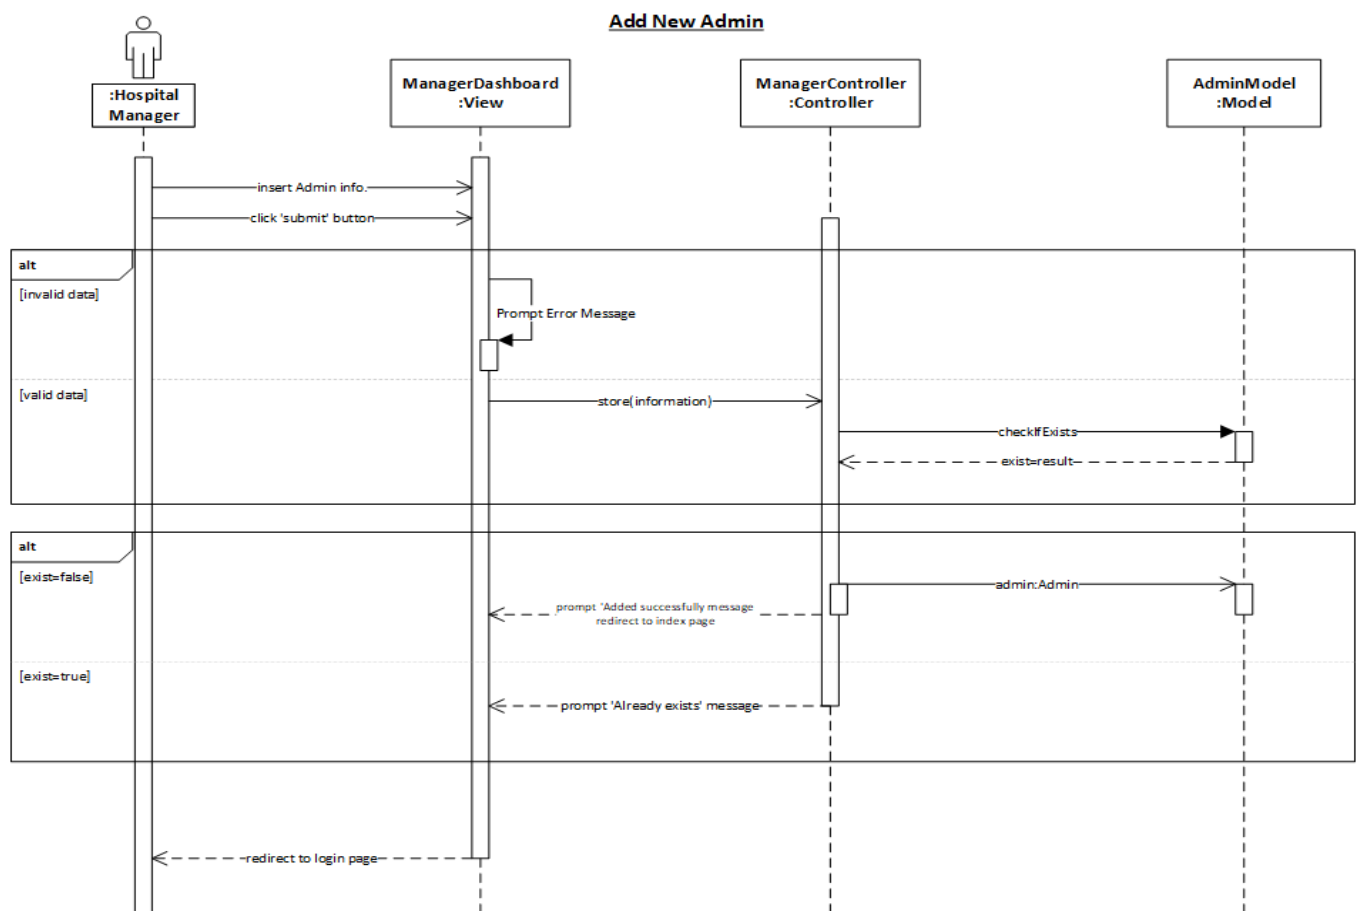 Add New Admin
:Hospital
Manager
ManagerDashboard
:View
ManagerController
:Controller
AdminModel
:Model
insert Admin info.
click 'submit' button
alt
[invalid data]
Prompt Error Message
[valid data]
store(information)
checkIfExists
exist=result
alt
[exist=false]
admin:Admin
prompt 'Added successfully message
redirect to index page
[exist=true]
prompt 'Already exists' message
redirect to login page